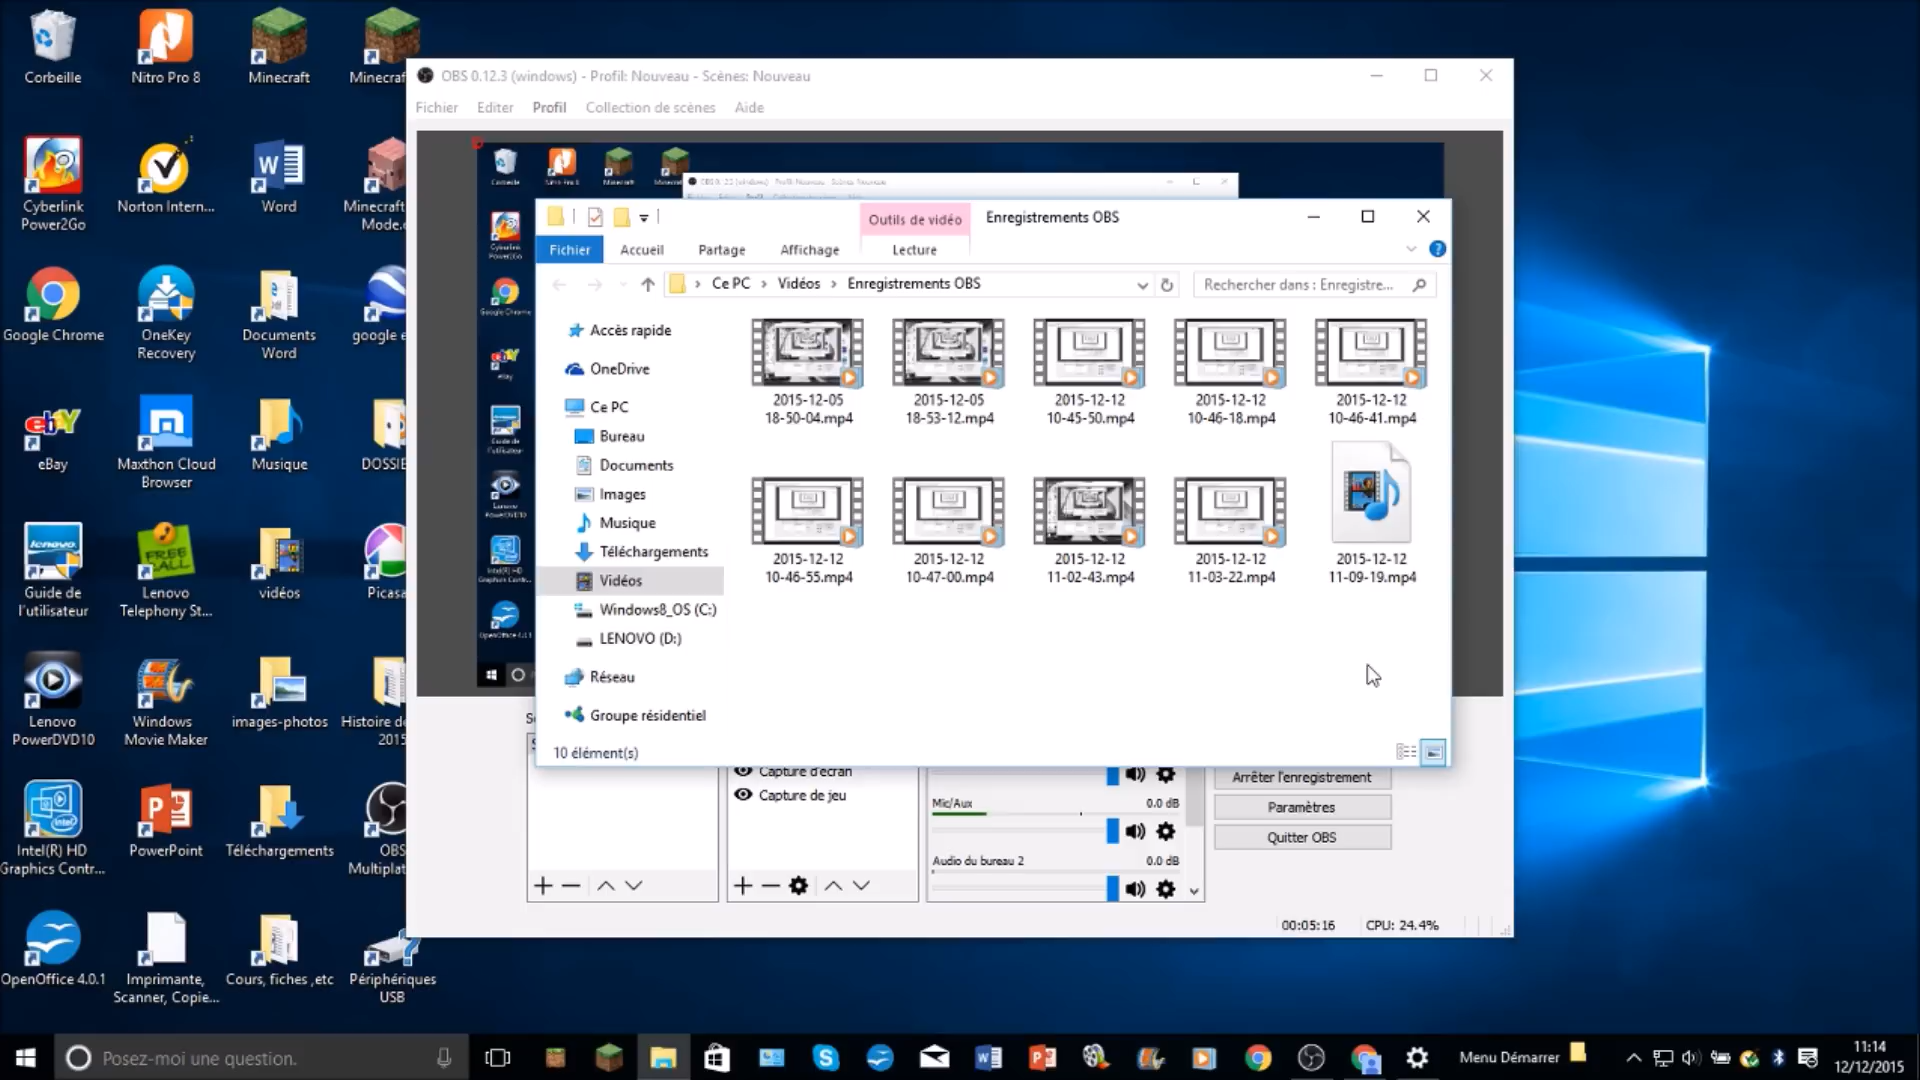 Corbeille
Nitro Pro 8
Minecraft
Minecraf
Cyberlink
Power2Go
Norton Intern...
Word
Minecraft
Mode.c
Google Chrome
OneKey
Recovery
Documents
Word
google e
eBay
Maxthon Cloud
Browser
Musique
DOSSIE
Guide de
l'utilisateur
Lenovo
Telephony St...
vidéos
Picasa
Lenovo
PowerDVD10
Windows
Movie Maker
images-photos
Histoire de
2015
Intel(R) HD
Graphics Contr...
PowerPoint
Téléchargements
OBS
Multiplat
OpenOffice 4.0.1
Imprimante,
Scanner, Copie...
Cours, fiches ,etc
Périphériques
USB
OBS 0.12.3 (windows) - Profil: Nouveau - Scènes: Nouveau
Fichier Editer Profil Collection de scènes Aide
Outils de vidéo Enregistrements OBS
Fichier Accueil Partage Affichage Lecture
Ce PC Vidéos Enregistrements OBS
Rechercher dans : Enregistre...
Accès rapide
OneDrive
Ce PC
Bureau
Documents
Images
Musique
Téléchargements
Vidéos
Windows8_OS (C:)
LENOVO (D:)
Réseau
Groupe résidentiel
2015-12-05
18-50-04.mp4
2015-12-05
18-53-12.mp4
2015-12-12
10-45-50.mp4
2015-12-12
10-46-18.mp4
2015-12-12
10-46-41.mp4
2015-12-12
10-46-55.mp4
2015-12-12
10-47-00.mp4
2015-12-12
11-02-43.mp4
2015-12-12
11-03-22.mp4
2015-12-12
11-09-19.mp4
10 élément(s)
Capture d'écran
Capture de jeu
Mic/Aux 0.0 dB
Audio du bureau 2 0.0 dB
Arrêter l'enregistrement
Paramètres
Quitter OBS
00:05:16 CPU: 24.4%
Posez-moi une question.
Menu Démarrer
11:14
12/12/2015